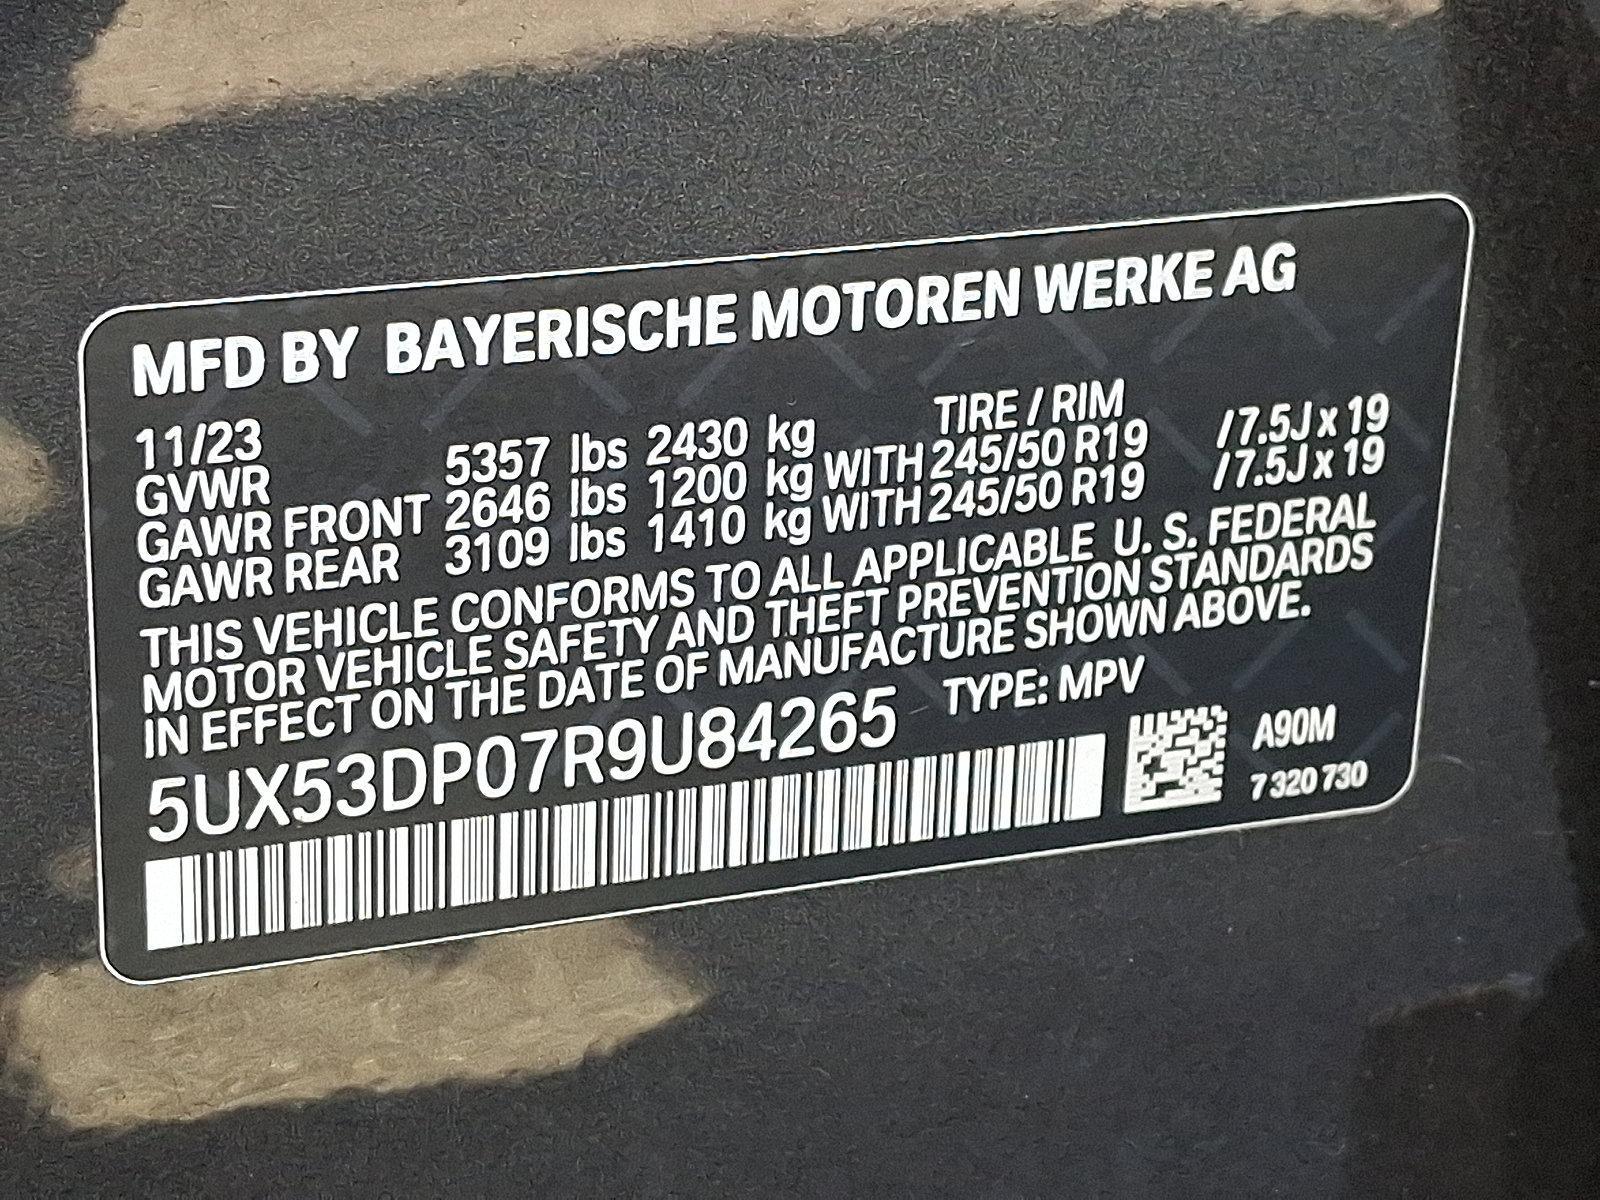 MFD BY BAYERISCHE MOTOREN WERKE AG
11/23 TIRE / RIM
GVWR 5357 lbs 2430 kg
GAWR FRONT 2646 lbs 1200 kg WITH 245/50 R19 /7.5J x 19
GAWR REAR 3109 lbs 1410 kg WITH 245/50 R19 /7.5J x 19
THIS VEHICLE CONFORMS TO ALL APPLICABLE U. S. FEDERAL
MOTOR VEHICLE SAFETY AND THEFT PREVENTION STANDARDS
IN EFFECT ON THE DATE OF MANUFACTURE SHOWN ABOVE.
5UX53DP07R9U84265 TYPE: MPV
A90M
7 320 730